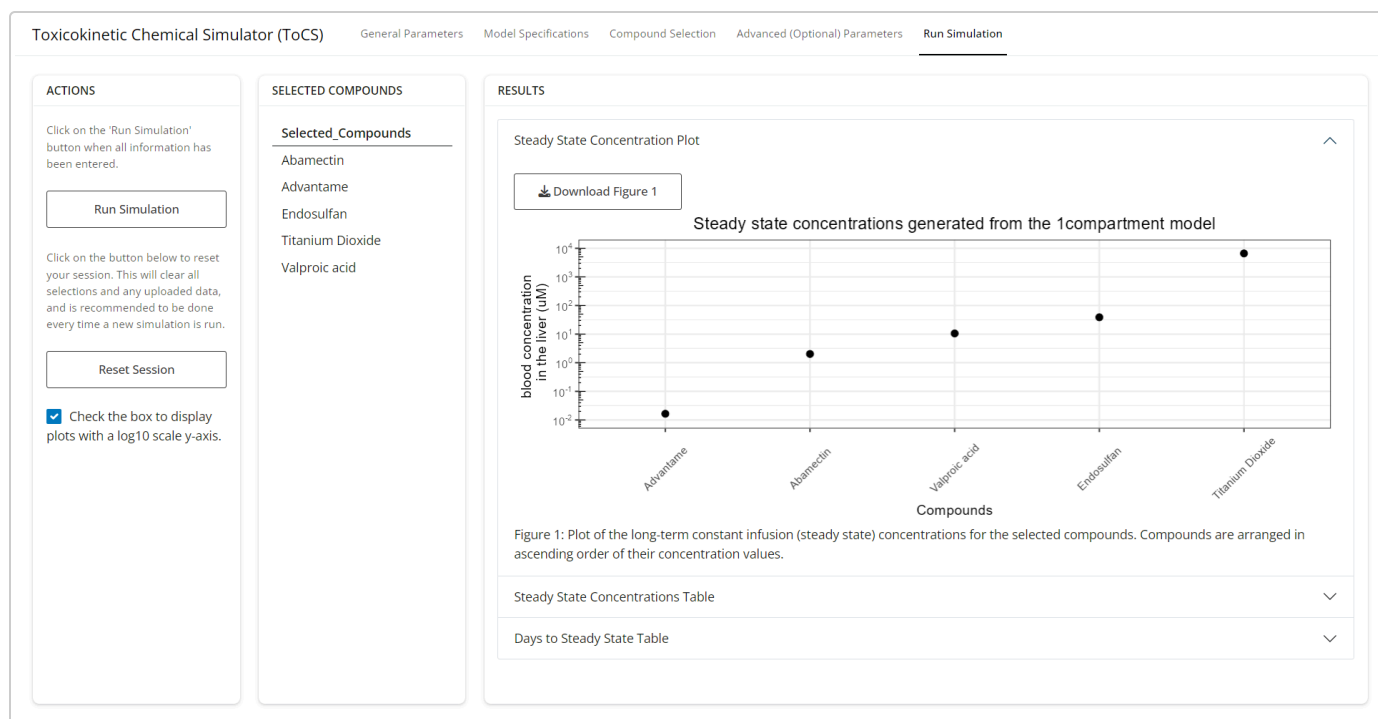 Toxicokinetic Chemical Simulator (ToCS)
General Parameters
Model Specifications
Compound Selection
Advanced (Optional) Parameters
Run Simulation
ACTIONS
Click on the 'Run Simulation'
button when all information has
been entered.
Run Simulation
Click on the button below to reset
your session. This will clear all
selections and any uploaded data,
and is recommended to be done
every time a new simulation is run.
Reset Session
Check the box to display
plots with a log10 scale y-axis.
SELECTED COMPOUNDS
Selected_Compounds
Abamectin
Advantame
Endosulfan
Titanium Dioxide
Valproic acid
RESULTS
Steady State Concentration Plot
Download Figure 1
Steady state concentrations generated from the 1compartment model
blood concentration
in the liver (uM)
10⁴
10³
10²
10¹
10⁰
10⁻¹
10⁻²
Advantame
Abamectin
Valproic acid
Endosulfan
Titanium Dioxide
Compounds
Figure 1: Plot of the long-term constant infusion (steady state) concentrations for the selected compounds. Compounds are arranged in
ascending order of their concentration values.
Steady State Concentrations Table
Days to Steady State Table